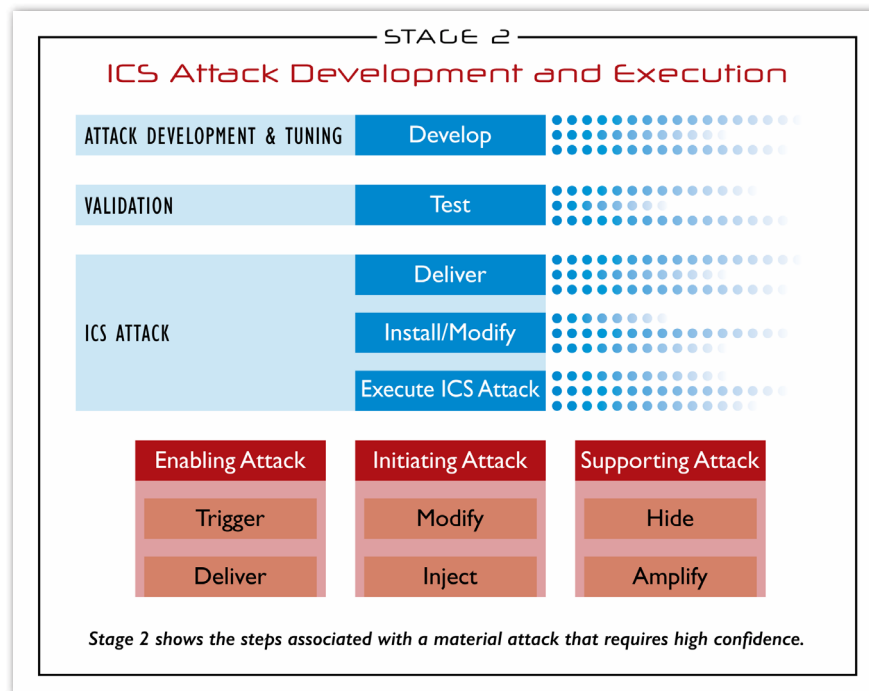 STAGE 2
ICS Attack Development and Execution
ATTACK DEVELOPMENT & TUNING
Develop
VALIDATION
Test
ICS ATTACK
Deliver
Install/Modify
Execute ICS Attack
Enabling Attack
Trigger
Deliver
Initiating Attack
Modify
Inject
Supporting Attack
Hide
Amplify
Stage 2 shows the steps associated with a material attack that requires high confidence.